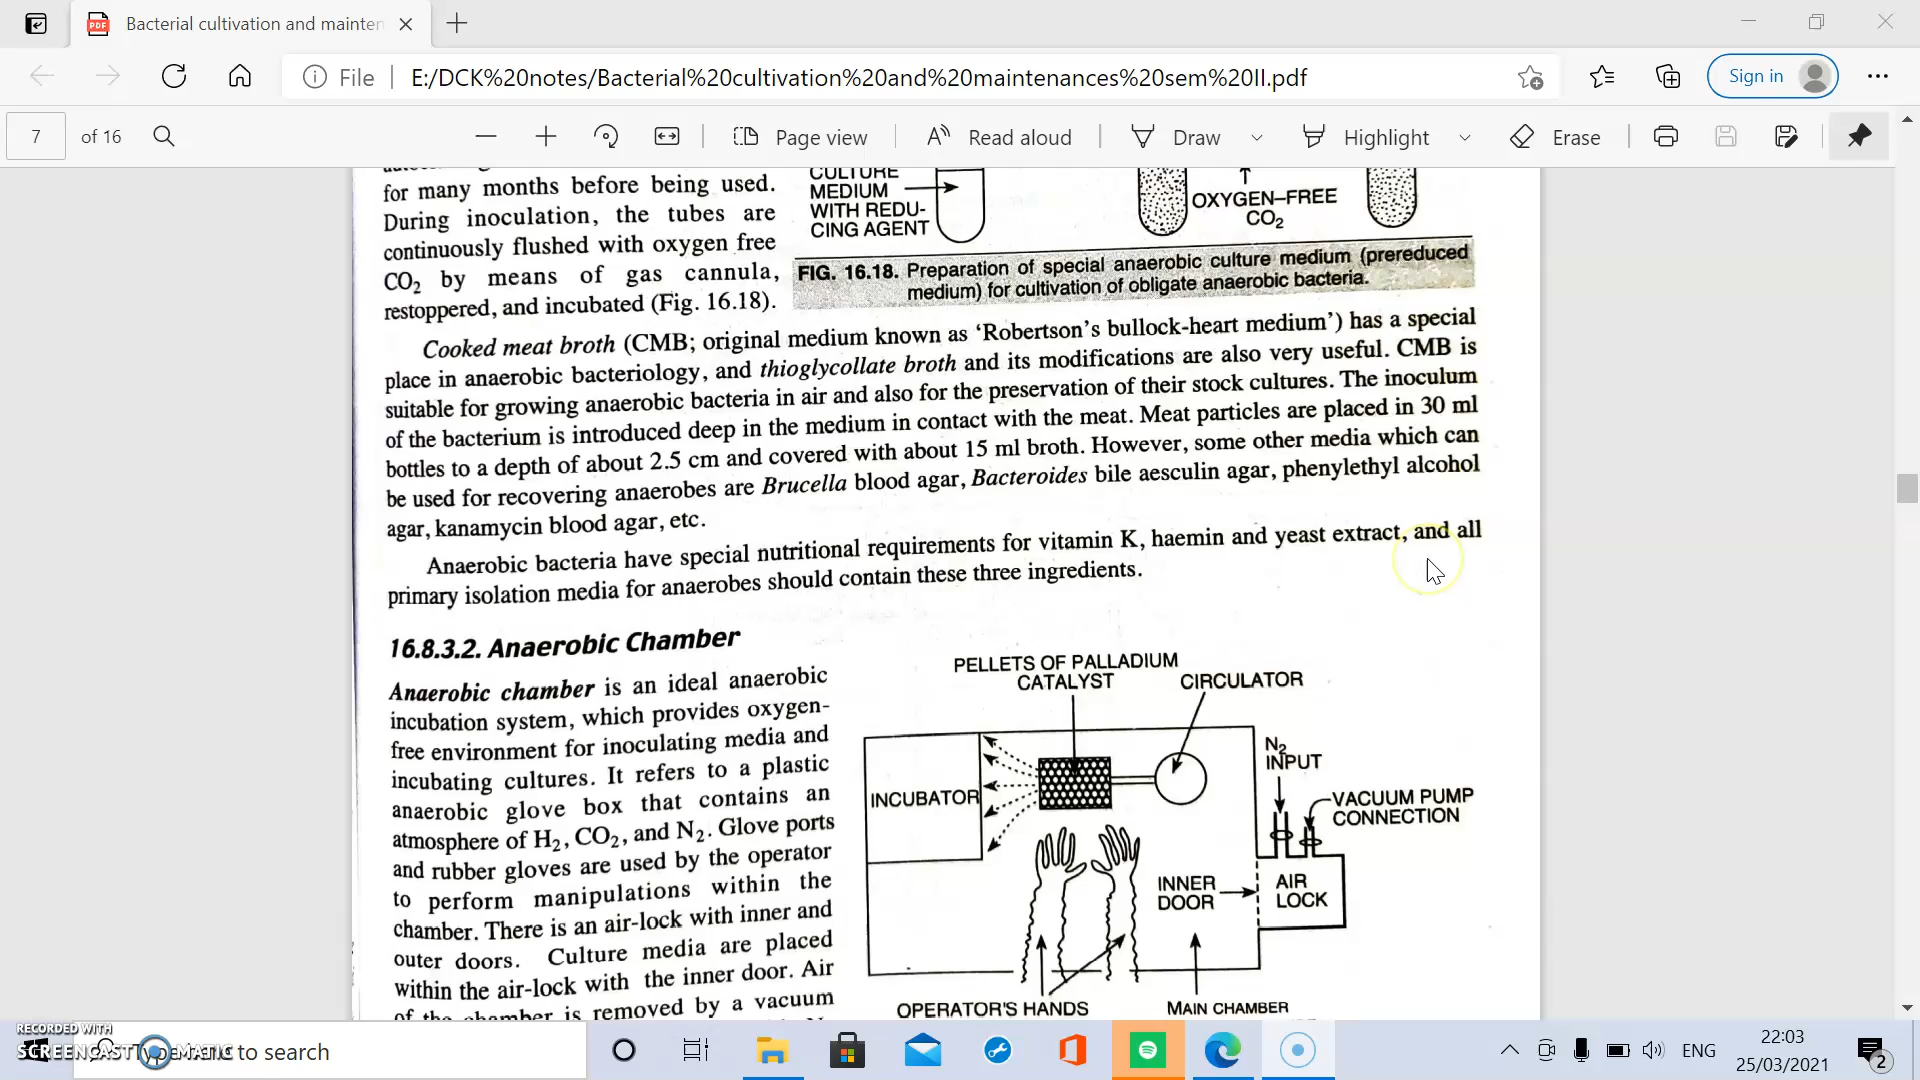 Bacterial cultivation and mainten
File
E:/DCK%20notes/Bacterial%20cultivation%20and%20maintenances%20sem%20II.pdf
Sign in
7
of 16
Page view
Read aloud
Draw
Highlight
Erase
for many months before being used.
During inoculation, the tubes are
continuously flushed with oxygen free
CO2 by means of gas cannula,
restoppered, and incubated (Fig. 16.18).
CULTURE
MEDIUM
WITH REDU-
CING AGENT
OXYGEN–FREE
CO2
FIG. 16.18. Preparation of special anaerobic culture medium (prereduced
medium) for cultivation of obligate anaerobic bacteria.
Cooked meat broth (CMB; original medium known as ‘Robertson’s bullock-heart medium’) has a special
place in anaerobic bacteriology, and thioglycollate broth and its modifications are also very useful. CMB is
suitable for growing anaerobic bacteria in air and also for the preservation of their stock cultures. The inoculum
of the bacterium is introduced deep in the medium in contact with the meat. Meat particles are placed in 30 ml
bottles to a depth of about 2.5 cm and covered with about 15 ml broth. However, some other media which can
be used for recovering anaerobes are Brucella blood agar, Bacteroides bile aesculin agar, phenylethyl alcohol
agar, kanamycin blood agar, etc.
Anaerobic bacteria have special nutritional requirements for vitamin K, haemin and yeast extract, and all
primary isolation media for anaerobes should contain these three ingredients.
16.8.3.2. Anaerobic Chamber
Anaerobic chamber is an ideal anaerobic
incubation system, which provides oxygen-
free environment for inoculating media and
incubating cultures. It refers to a plastic
anaerobic glove box that contains an
atmosphere of H2, CO2, and N2. Glove ports
and rubber gloves are used by the operator
to perform manipulations within the
chamber. There is an air-lock with inner and
outer doors. Culture media are placed
within the air-lock with the inner door. Air
of the chamber is removed by a vacuum
PELLETS OF PALLADIUM
CATALYST
CIRCULATOR
N2
INPUT
VACUUM PUMP
CONNECTION
INCUBATOR
INNER
DOOR
AIR
LOCK
OPERATOR'S HANDS
MAIN CHAMBER
RECORDED WITH
SCREENCAST MATIC
Type to search
ENG
22:03
25/03/2021
2